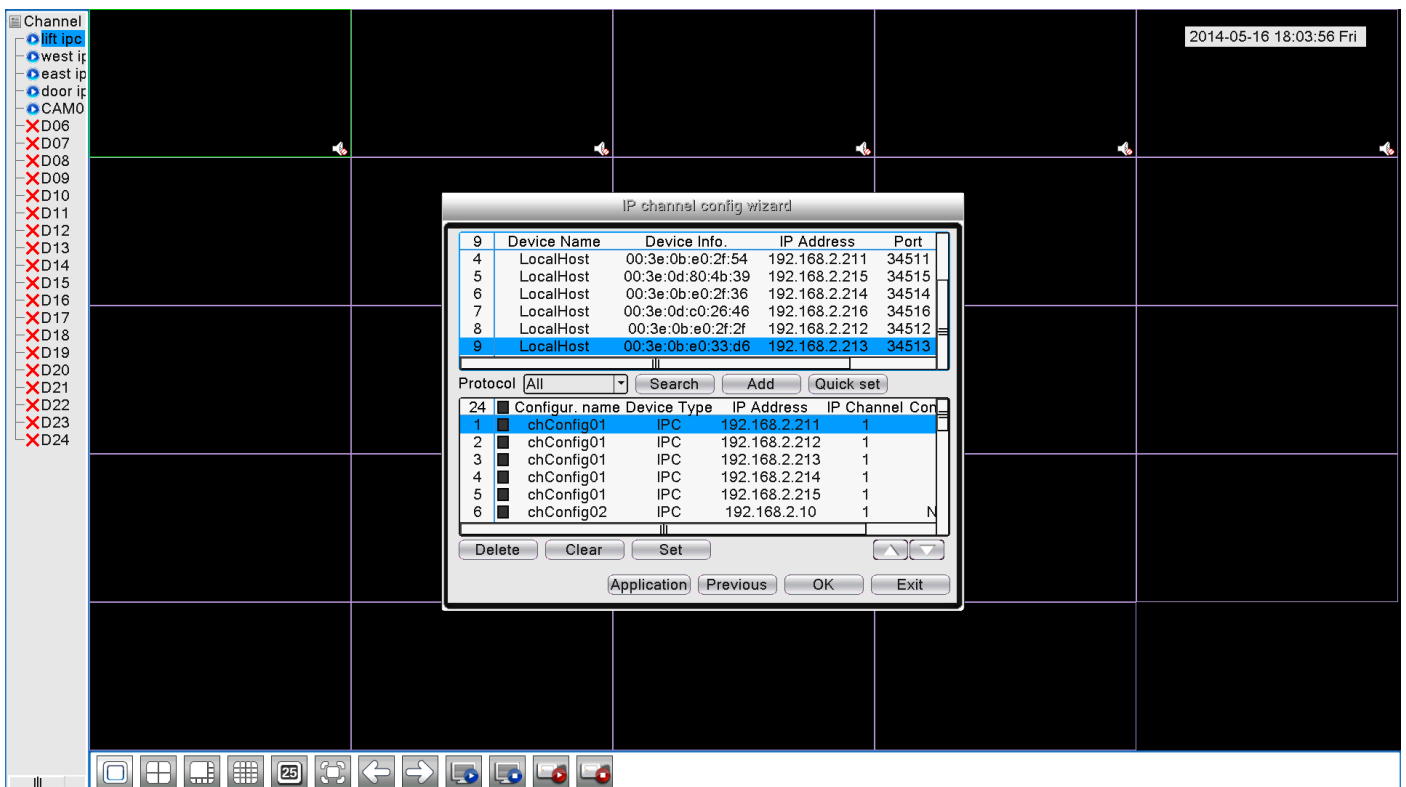 Channel
lift ipc
west ip
east ip
door ip
CAM0
D06
D07
D08
D09
D10
D11
D12
D13
D14
D15
D16
D17
D18
D19
D20
D21
D22
D23
D24
2014-05-16 18:03:56 Fri
IP channel config wizard
9 Device Name Device Info. IP Address Port
4 LocalHost 00:3e:0b:e0:2f:54 192.168.2.211 34511
5 LocalHost 00:3e:0d:80:4b:39 192.168.2.215 34515
6 LocalHost 00:3e:0b:e0:2f:36 192.168.2.214 34514
7 LocalHost 00:3e:0d:c0:26:46 192.168.2.216 34516
8 LocalHost 00:3e:0b:e0:2f:2f 192.168.2.212 34512
9 LocalHost 00:3e:0b:e0:33:d6 192.168.2.213 34513
Protocol All Search Add Quick set
24 Configur. name Device Type IP Address IP Channel Con
1 chConfig01 IPC 192.168.2.211 1
2 chConfig01 IPC 192.168.2.212 1
3 chConfig01 IPC 192.168.2.213 1
4 chConfig01 IPC 192.168.2.214 1
5 chConfig01 IPC 192.168.2.215 1
6 chConfig02 IPC 192.168.2.10 1 N
Delete Clear Set
Application Previous OK Exit
25